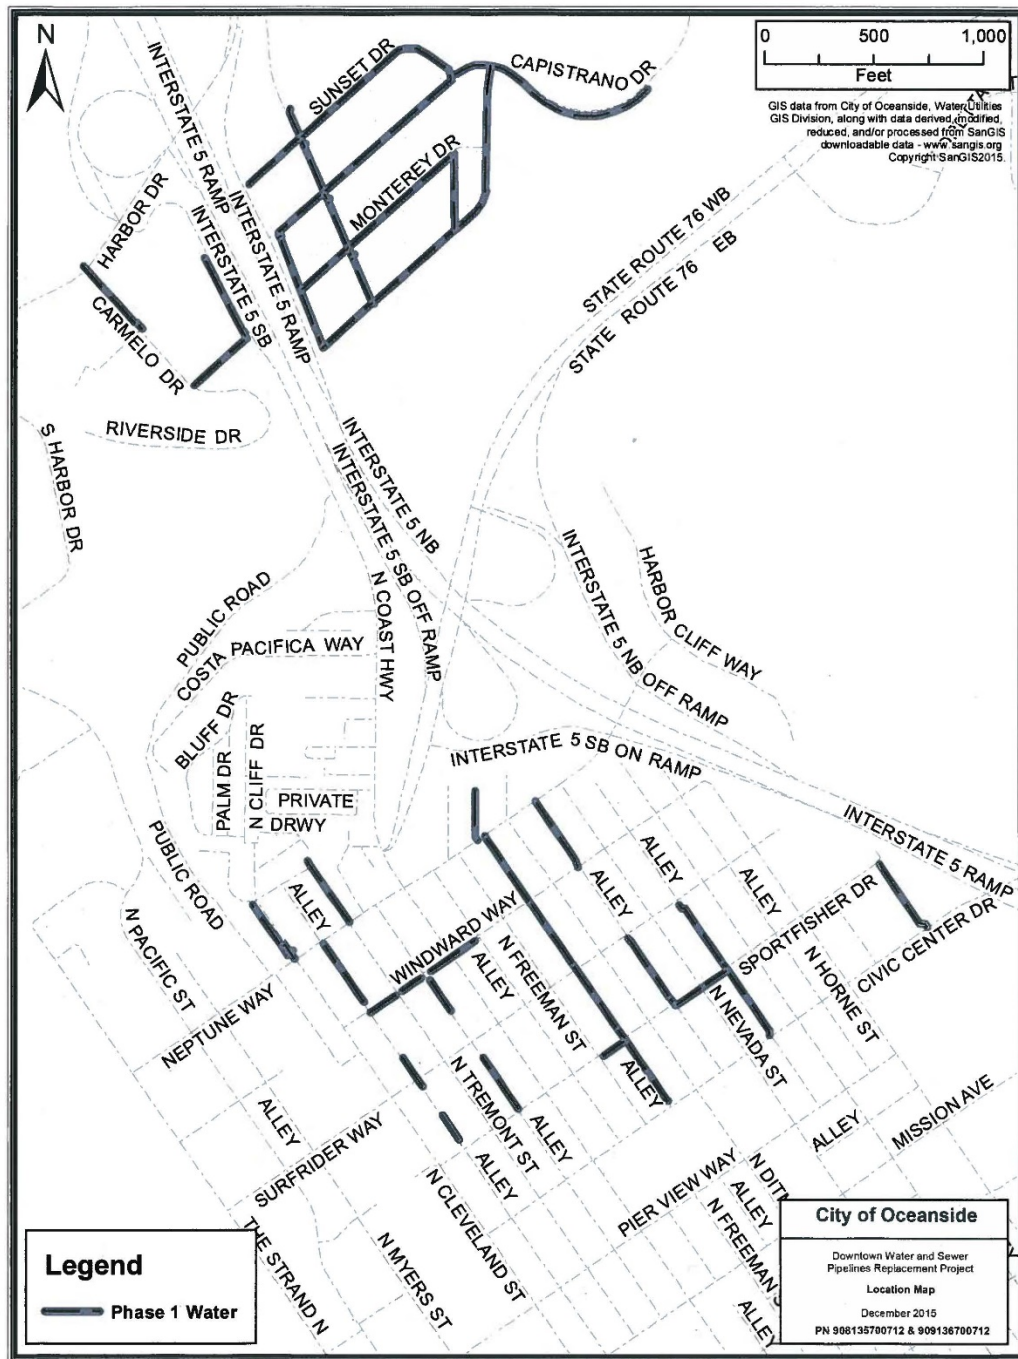 N
0 500 1,000
Feet
GIS data from City of Oceanside, Water Utilities
GIS Division, along with data derived, modified,
reduced, and/or processed from SanGIS
downloadable data - www.sangis.org
Copyright SanGIS2015.
INTERSTATE 5 RAMP
SUNSET DR
CAPISTRANO DR
MONTEREY DR
HARBOR DR
INTERSTATE 5 SB
INTERSTATE 5 RAMP
CARMELO DR
STATE ROUTE 76 WB
STATE ROUTE 76 EB
RIVERSIDE DR
S HARBOR DR
INTERSTATE 5 NB
INTERSTATE 5 SB OFF RAMP
N COAST HWY
INTERSTATE 5 NB OFF RAMP
HARBOR CLIFF WAY
PUBLIC ROAD
COSTA PACIFICA WAY
BLUFF DR
PALM DR
N CLIFF DR
PRIVATE
DRWY
INTERSTATE 5 SB ON RAMP
INTERSTATE 5 RAMP
PUBLIC ROAD
ALLEY
ALLEY
ALLEY
ALLEY
N PACIFIC ST
WINDWARD WAY
SPORTFISHER DR
CIVIC CENTER DR
N FREEMAN ST
ALLEY
N HORNE ST
N NEVADA ST
NEPTUNE WAY
ALLEY
N TREMONT ST
ALLEY
ALLEY
ALLEY
ALLEY
MISSION AVE
SURFRIDER WAY
PIER VIEW WAY
N CLEVELAND ST
N MYERS ST
THE STRAND N
ALLEY
N FREEMAN S
ALLEY
Legend
Phase 1 Water
City of Oceanside
Downtown Water and Sewer
Pipelines Replacement Project
Location Map
December 2015
PN 908135700712 & 909136700712